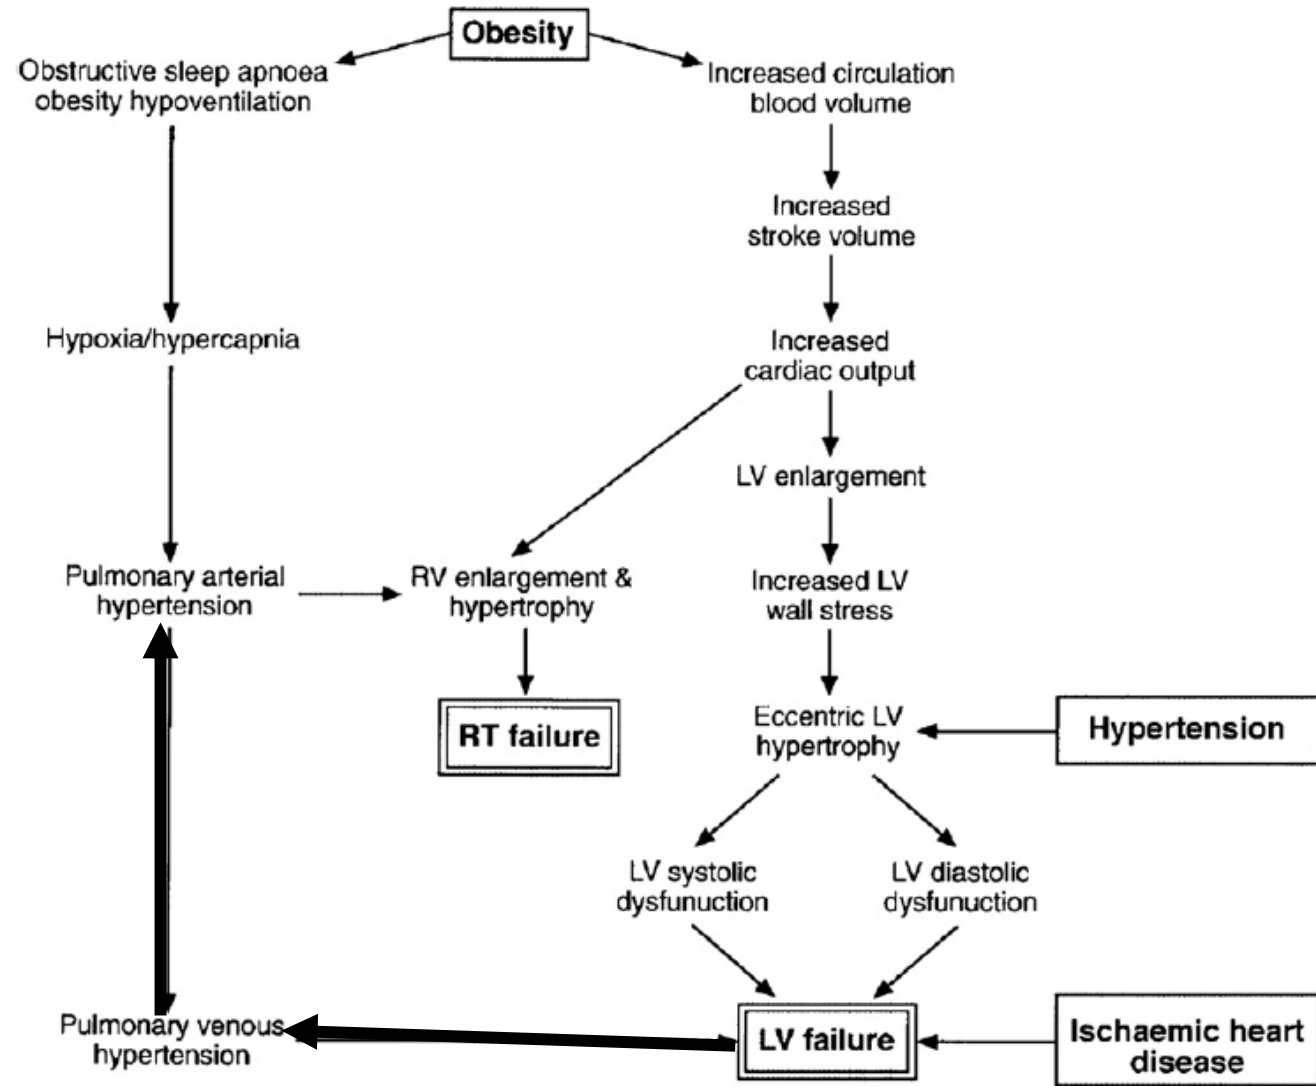 Obesity
Obstructive sleep apnoea
obesity hypoventilation
Increased circulation
blood volume
Increased
stroke volume
Hypoxia/hypercapnia
Increased
cardiac output
LV enlargement
Pulmonary arterial
hypertension
RV enlargement &
hypertrophy
Increased LV
wall stress
RT failure
Eccentric LV
hypertrophy
Hypertension
LV systolic
dysfunuction
LV diastolic
dysfunuction
Pulmonary venous
hypertension
LV failure
Ischaemic heart
disease